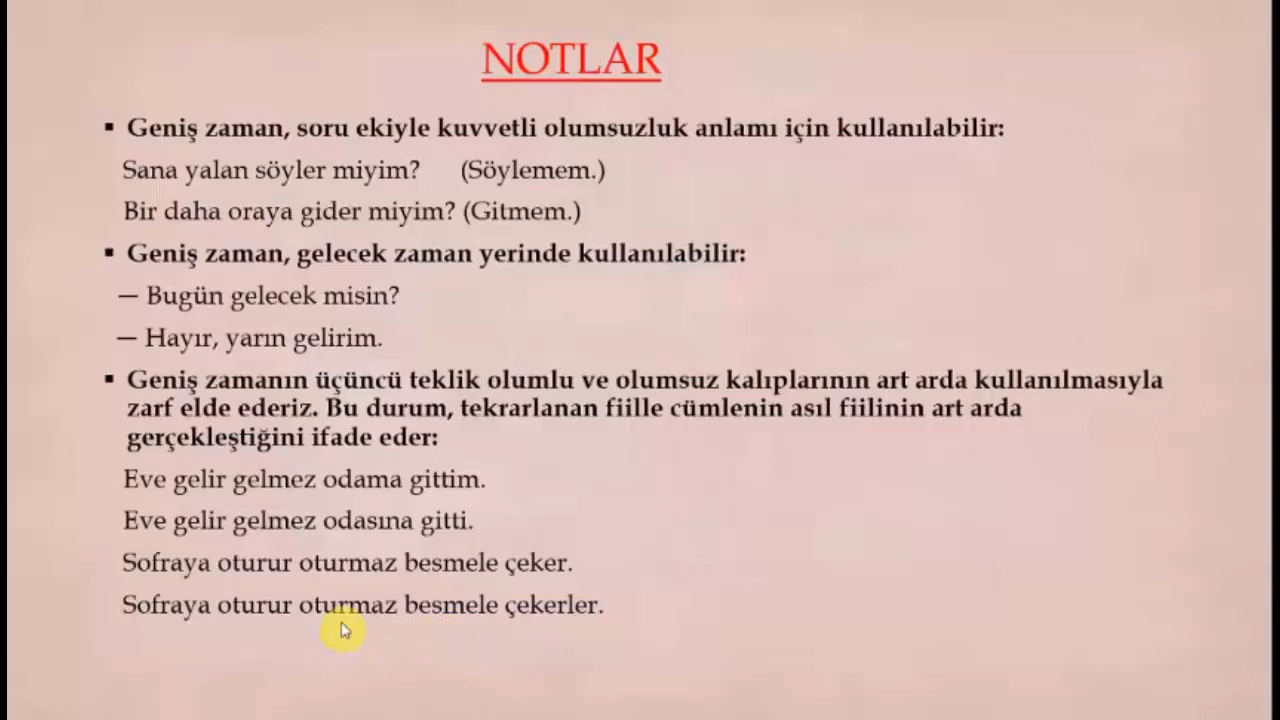 NOTLAR
▪ Geniş zaman, soru ekiyle kuvvetli olumsuzluk anlamı için kullanılabilir:
Sana yalan söyler miyim? (Söylemem.)
Bir daha oraya gider miyim? (Gitmem.)
▪ Geniş zaman, gelecek zaman yerinde kullanılabilir:
— Bugün gelecek misin?
— Hayır, yarın gelirim.
▪ Geniş zamanın üçüncü teklik olumlu ve olumsuz kalıplarının art arda kullanılmasıyla
zarf elde ederiz. Bu durum, tekrarlanan fiille cümlenin asıl fiilinin art arda
gerçekleştiğini ifade eder:
Eve gelir gelmez odama gittim.
Eve gelir gelmez odasına gitti.
Sofraya oturur oturmaz besmele çeker.
Sofraya oturur oturmaz besmele çekerler.